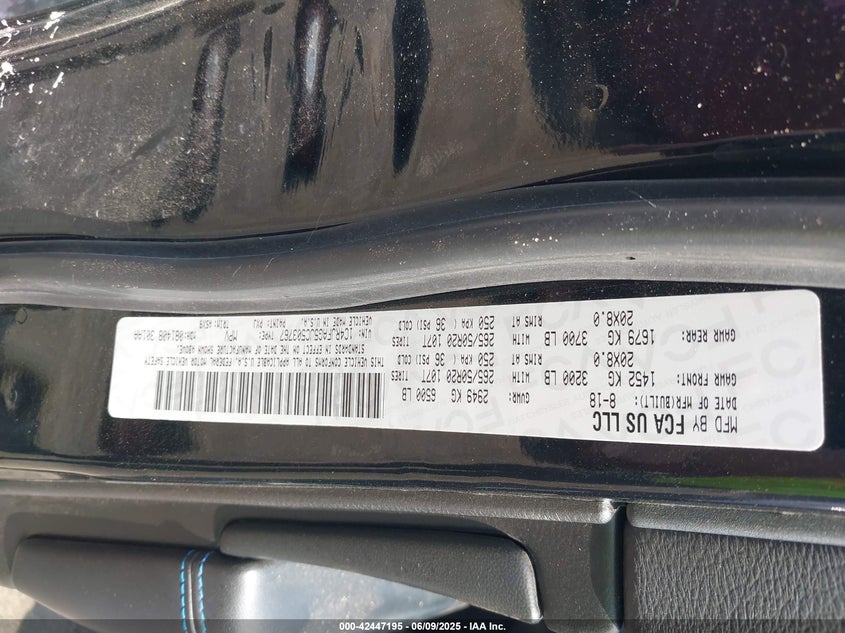 MFD BY FCA US LLC
DATE OF MFR(BUILT): 8-18 GVWR: 2949 KG 6500 LB
GAWR FRONT: 1452 KG 3200 LB WITH 265/50R20 107T TIRES
20X8.0 RIMS AT 250 KPA ( 36 PSI) COLD
GAWR REAR: 1679 KG 3700 LB WITH 265/50R20 107T TIRES
20X8.0 RIMS AT 250 KPA ( 36 PSI) COLD
THIS VEHICLE CONFORMS TO ALL APPLICABLE U.S.A. FEDERAL MOTOR VEHICLE SAFETY
STANDARDS IN EFFECT ON THE DATE OF MANUFACTURE SHOWN ABOVE.
VIN: TYPE: MPV
VEHICLE MADE IN U.S.A. PAINT: PXJ
000-42447195 - 06/09/2025 - IAA Inc.